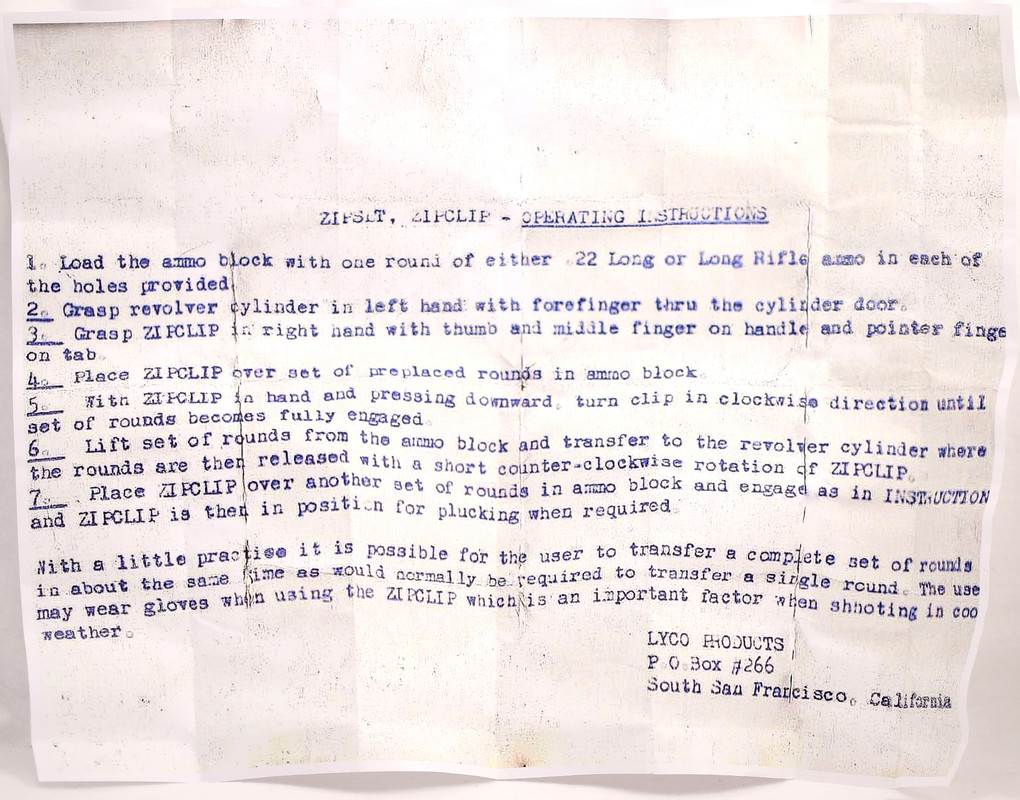 ZIPSET, ZIPCLIP - OPERATING INSTRUCTIONS
1. Load the ammo block with one round of either .22 Long or Long Rifle ammo in each of
the holes provided
2. Grasp revolver cylinder in left hand with forefinger thru the cylinder door.
3. Grasp ZIPCLIP in right hand with thumb and middle finger on handle and pointer finge
on tab.
4. Place ZIPCLIP over set of preplaced rounds in ammo block.
5. With ZIPCLIP in hand and pressing downward, turn clip in clockwise direction until
set of rounds becomes fully engaged.
6. Lift set of rounds from the ammo block and transfer to the revolver cylinder where
the rounds are then released with a short counter-clockwise rotation of ZIPCLIP.
7. Place ZIPCLIP over another set of rounds in ammo block and engage as in INSTRUCTION
and ZIPCLIP is then in position for plucking when required
With a little practise it is possible for the user to transfer a complete set of rounds
in about the same time as would normally be required to transfer a single round. The use
may wear gloves when using the ZIPCLIP which is an important factor when shhoting in coo
weather.
LYCO PRODUCTS
P.O.Box #266
South San Francisco, California